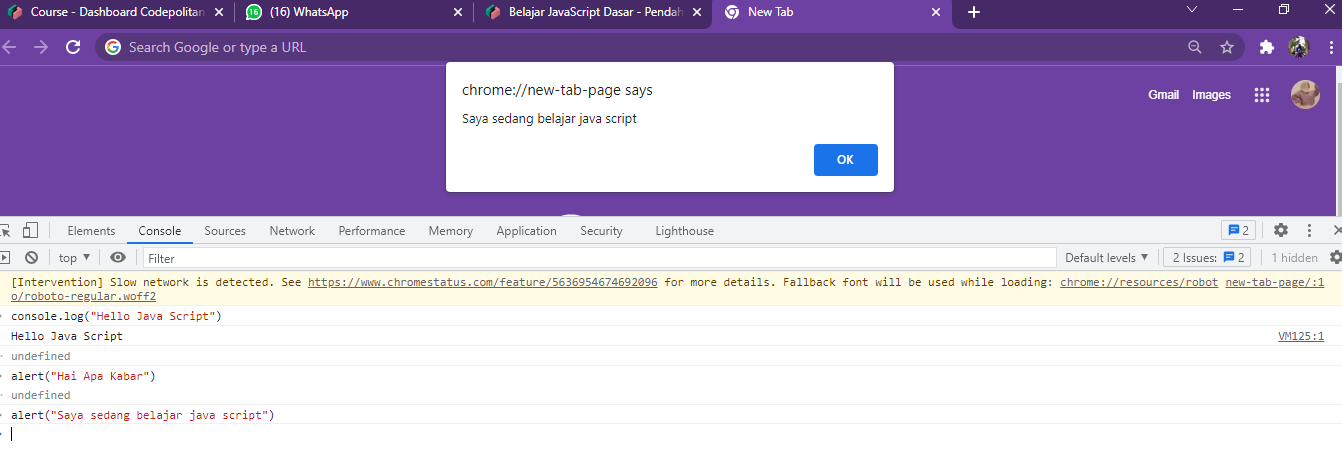 Course - Dashboard Codepolitan
(16) WhatsApp
Belajar JavaScript Dasar - Pendah
New Tab
Search Google or type a URL
Gmail Images
chrome://new-tab-page says
Saya sedang belajar java script
OK
Elements Console Sources Network Performance Memory Application Security Lighthouse 2
top Filter Default levels 2 Issues: 2 1 hidden
[Intervention] Slow network is detected. See https://www.chromestatus.com/feature/5636954674692096 for more details. Fallback font will be used while loading: chrome://resources/robot new-tab-page/:1
o/roboto-regular.woff2
console.log("Hello Java Script")
Hello Java Script VM125:1
undefined
alert("Hai Apa Kabar")
undefined
alert("Saya sedang belajar java script")